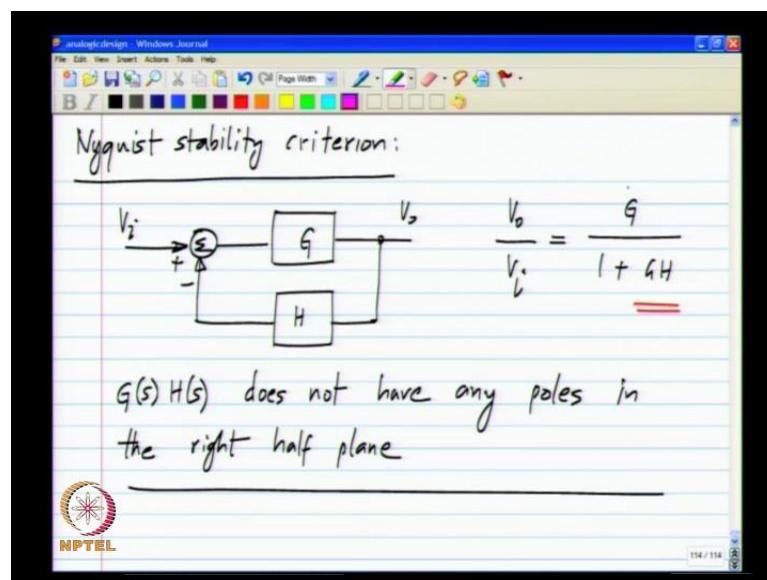 analogicdesign - Windows Journal
File Edit View Insert Actions Tools Help
Page Width
B I
Nyquist stability criterion:
Vi
+
-
Σ
G
Vo
H
Vo / Vi = G / 1 + GH
G(s) H(s) does not have any poles in
the right half plane
NPTEL
114 / 114